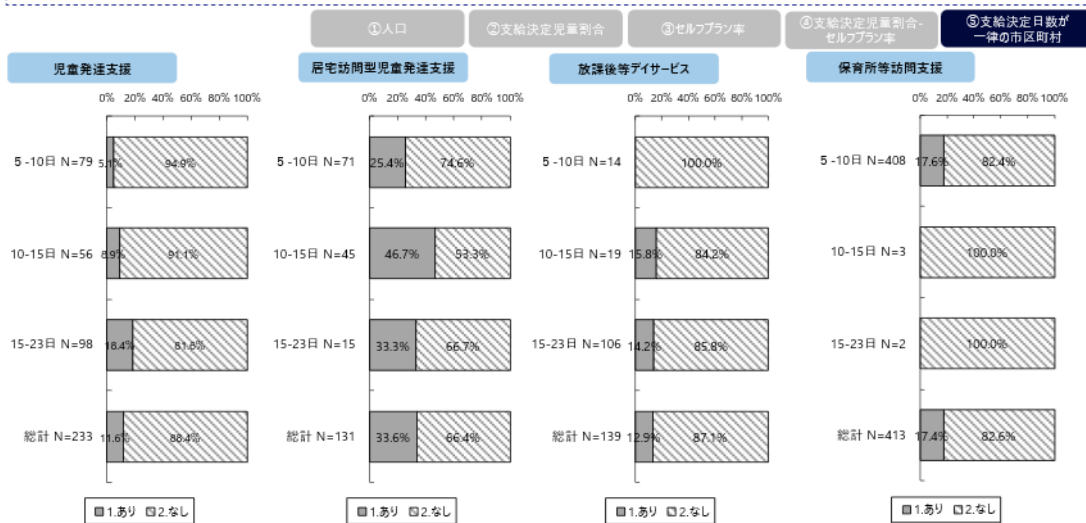 ①人口
②支給決定児童割合
③セルフプラン率
④支給決定児童割合-
セルフプラン率
⑤支給決定日数が
一律の市区町村
児童発達支援
0% 20% 40% 60% 80% 100%
5 -10日 N=79 5.1% 94.9%
10-15日 N=56 8.9% 91.1%
15-23日 N=98 18.4% 81.6%
総計 N=233 11.6% 88.4%
■1.あり ▨2.なし
居宅訪問型児童発達支援
0% 20% 40% 60% 80% 100%
5 -10日 N=71 25.4% 74.6%
10-15日 N=45 46.7% 53.3%
15-23日 N=15 33.3% 66.7%
総計 N=131 33.6% 66.4%
■1.あり ▨2.なし
放課後等デイサービス
0% 20% 40% 60% 80% 100%
5 -10日 N=14 100.0%
10-15日 N=19 15.8% 84.2%
15-23日 N=106 14.2% 85.8%
総計 N=139 12.9% 87.1%
■1.あり ▨2.なし
保育所等訪問支援
0% 20% 40% 60% 80% 100%
5 -10日 N=408 17.6% 82.4%
10-15日 N=3 100.0%
15-23日 N=2 100.0%
総計 N=413 17.4% 82.6%
■1.あり ▨2.なし